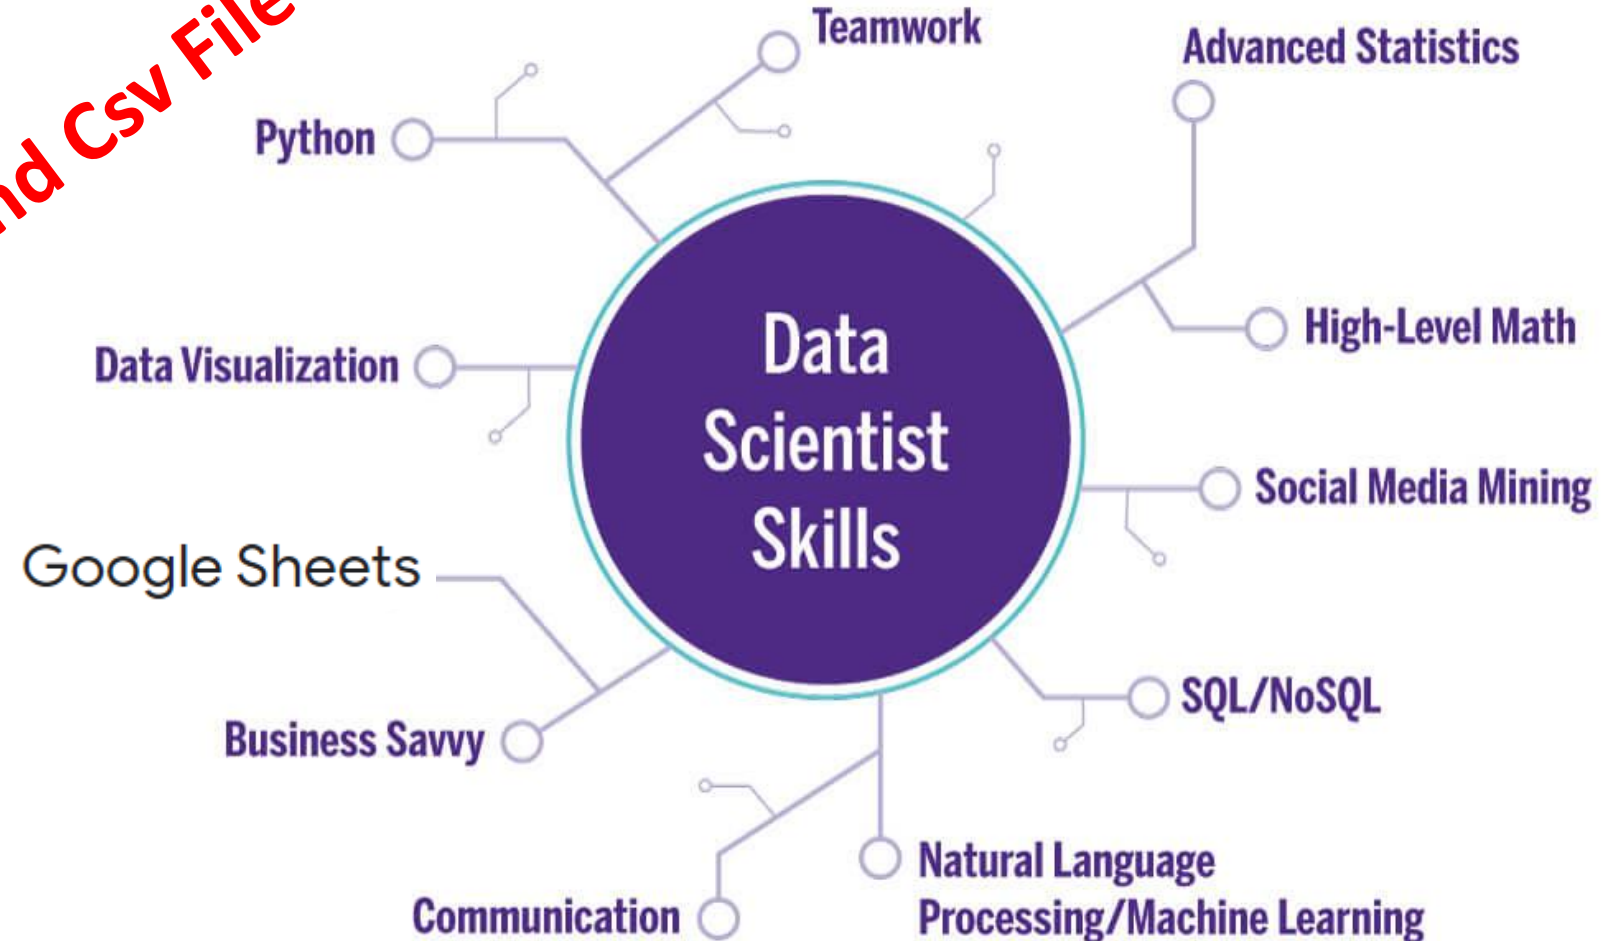 Csv File
Teamwork
Advanced Statistics
Python
Data
Scientist
Skills
High-Level Math
Data Visualization
Social Media Mining
Google Sheets
SQL/NoSQL
Business Savvy
Natural Language
Processing/Machine Learning
Communication